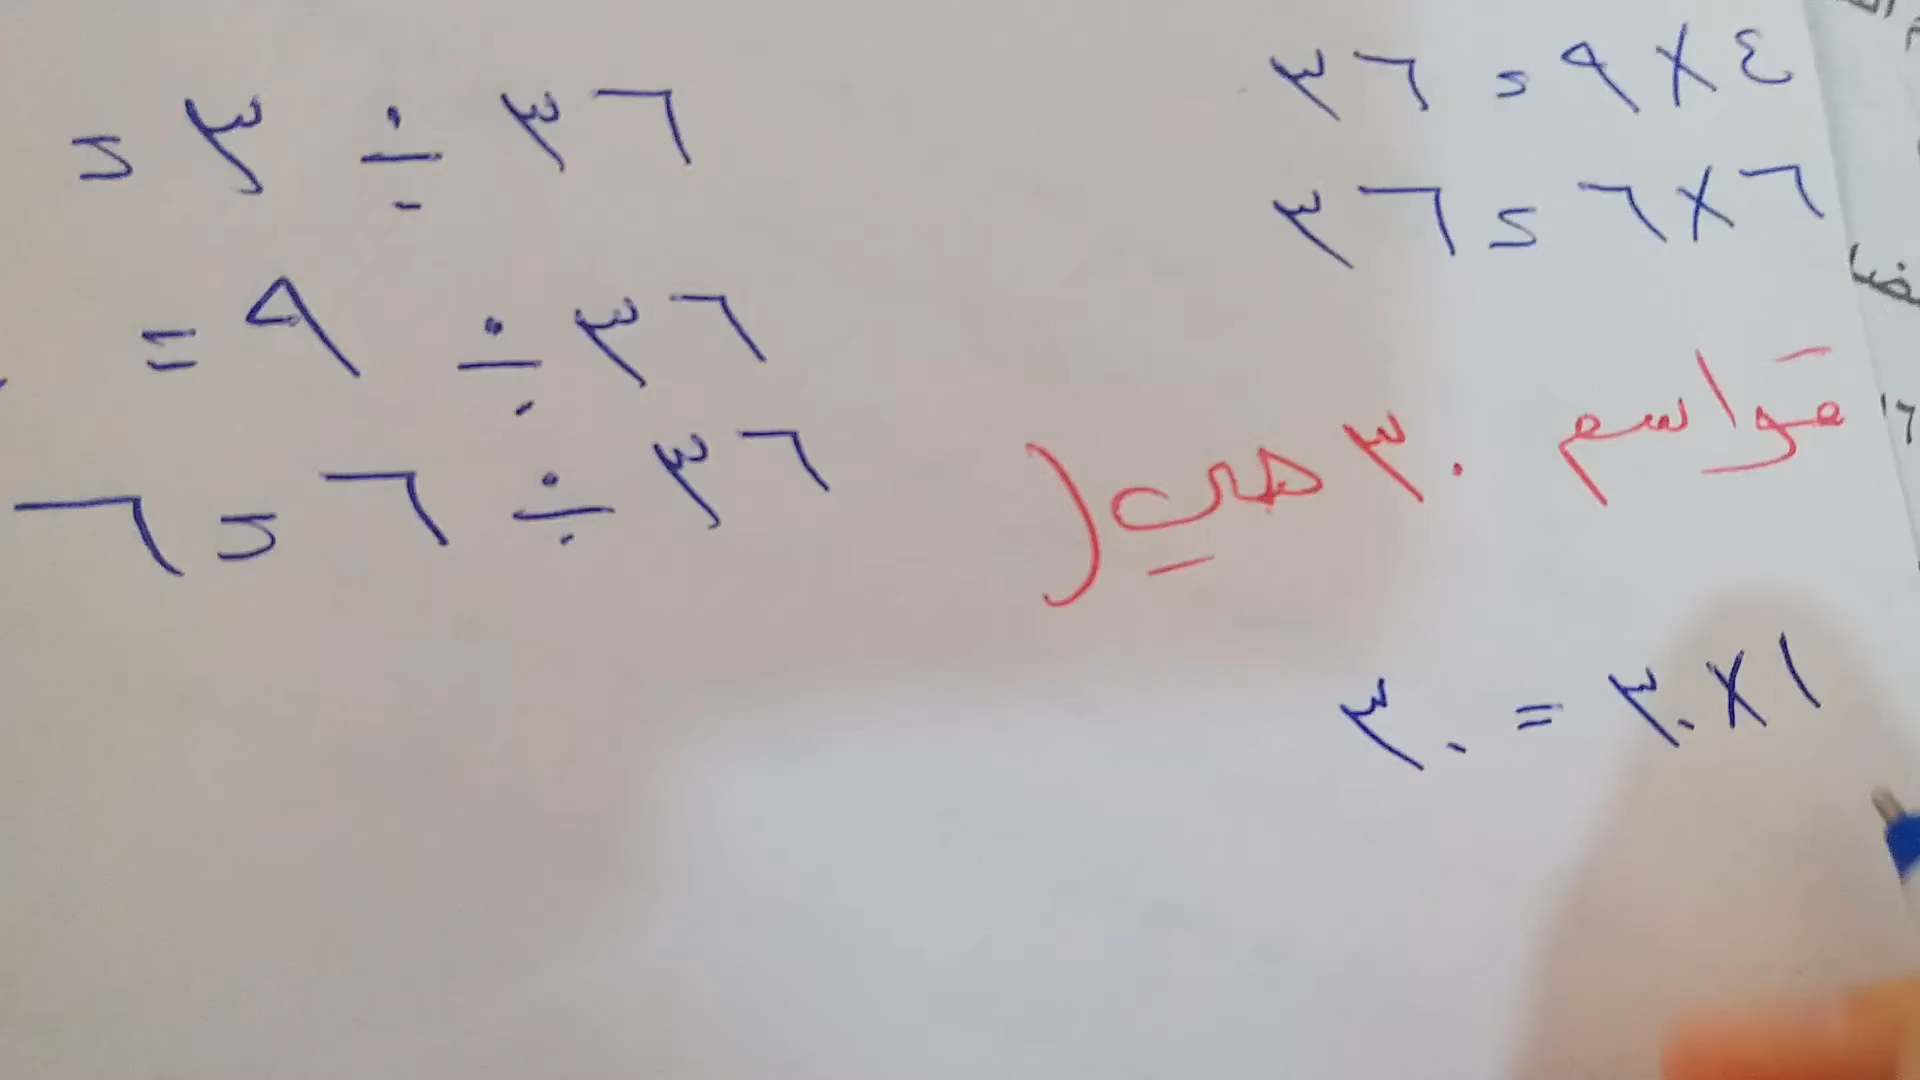 ٤ × ٩ = ٣٦
٦ × ٦ = ٣٦
قواسم ٣٠ هي (
١ × ٣٠ = ٣٠
٣٦ ÷ ٣ =
٣٦ ÷ ٩ =
٣٦ ÷ ٦ = ٦